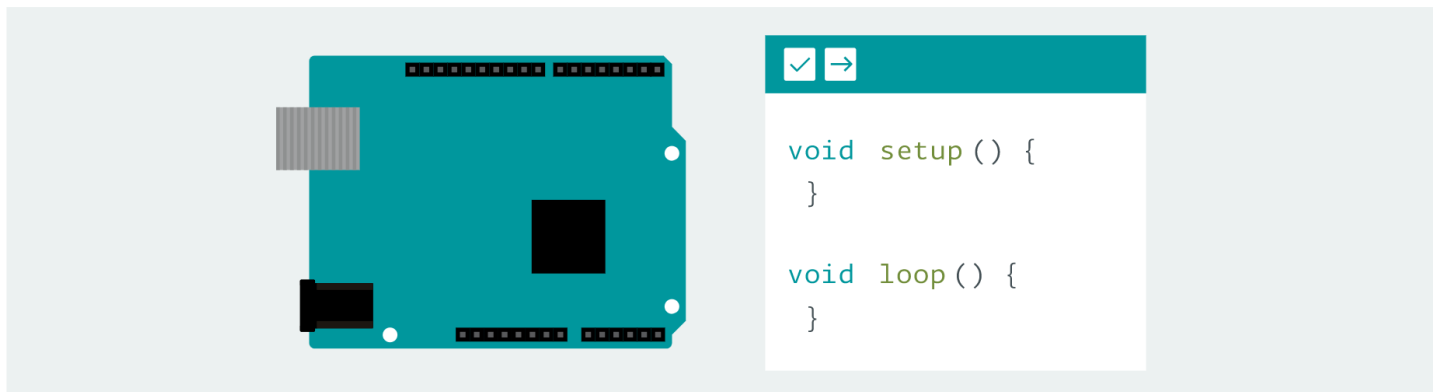 void setup() {
}
void loop() {
}